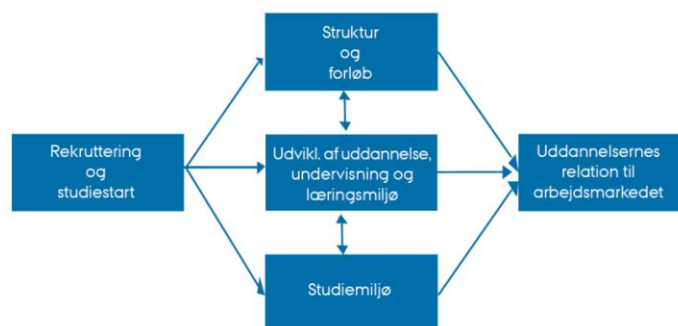 Struktur
og
forløb
Rekruttering
og
studiestart
Udvikl. af uddannelse,
undervisning og
læringsmiljø
Uddannelsernes
relation til
arbejdsmarkedet
Studiemiljø